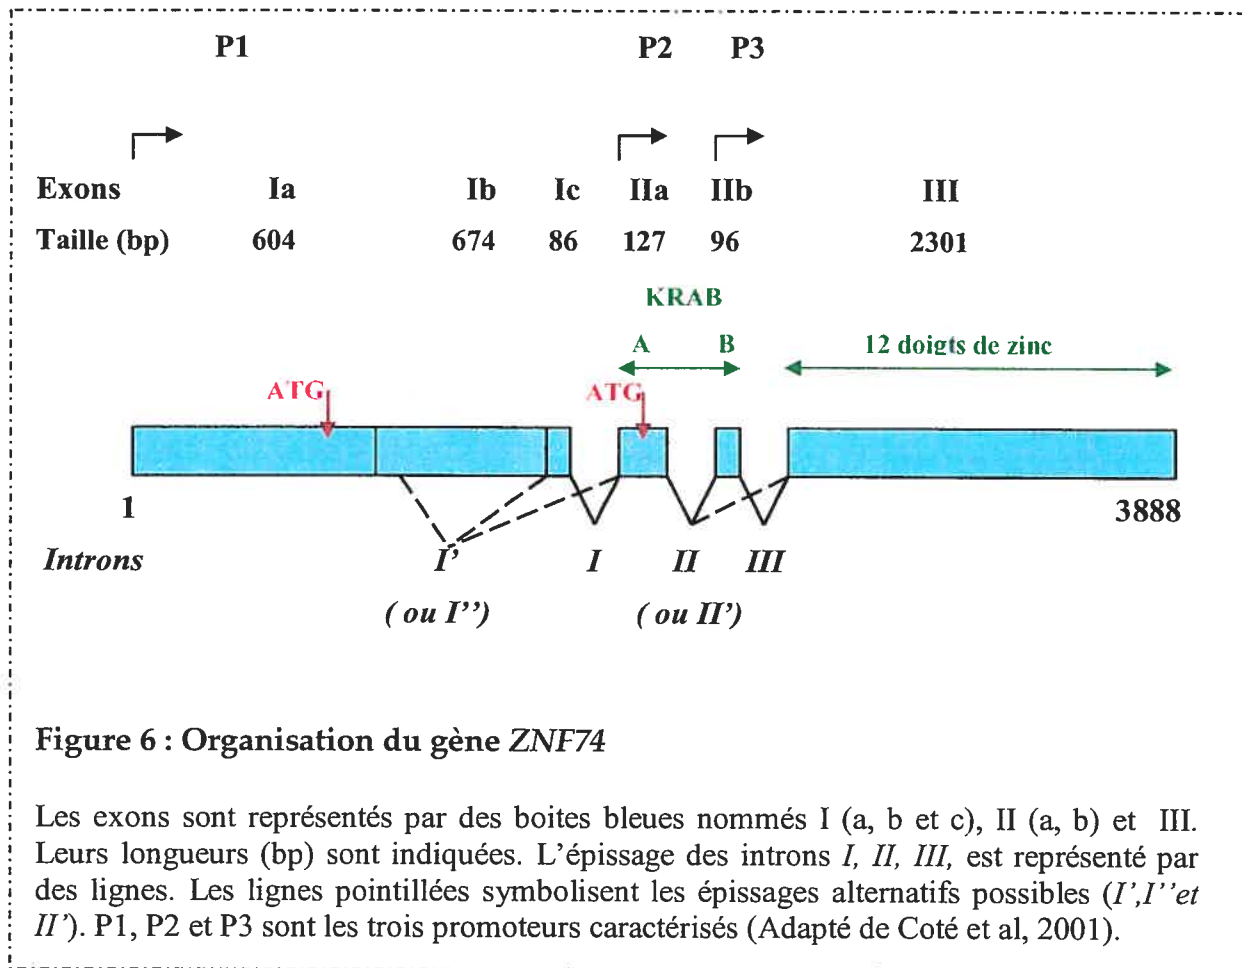 P1 P2 P3
Exons Ia Ib Ic IIa IIb III
Taille (bp) 604 674 86 127 96 2301
KRAB
A B 12 doigts de zinc
ATG ATG
1 3888
Introns I' I II III
( ou I'') ( ou II')
Figure 6 : Organisation du gène ZNF74
Les exons sont représentés par des boites bleues nommés I (a, b et c), II (a, b) et III.
Leurs longueurs (bp) sont indiquées. L'épissage des introns I, II, III, est représenté par
des lignes. Les lignes pointillées symbolisent les épissages alternatifs possibles (I',I''et
II'). P1, P2 et P3 sont les trois promoteurs caractérisés (Adapté de Coté et al, 2001).